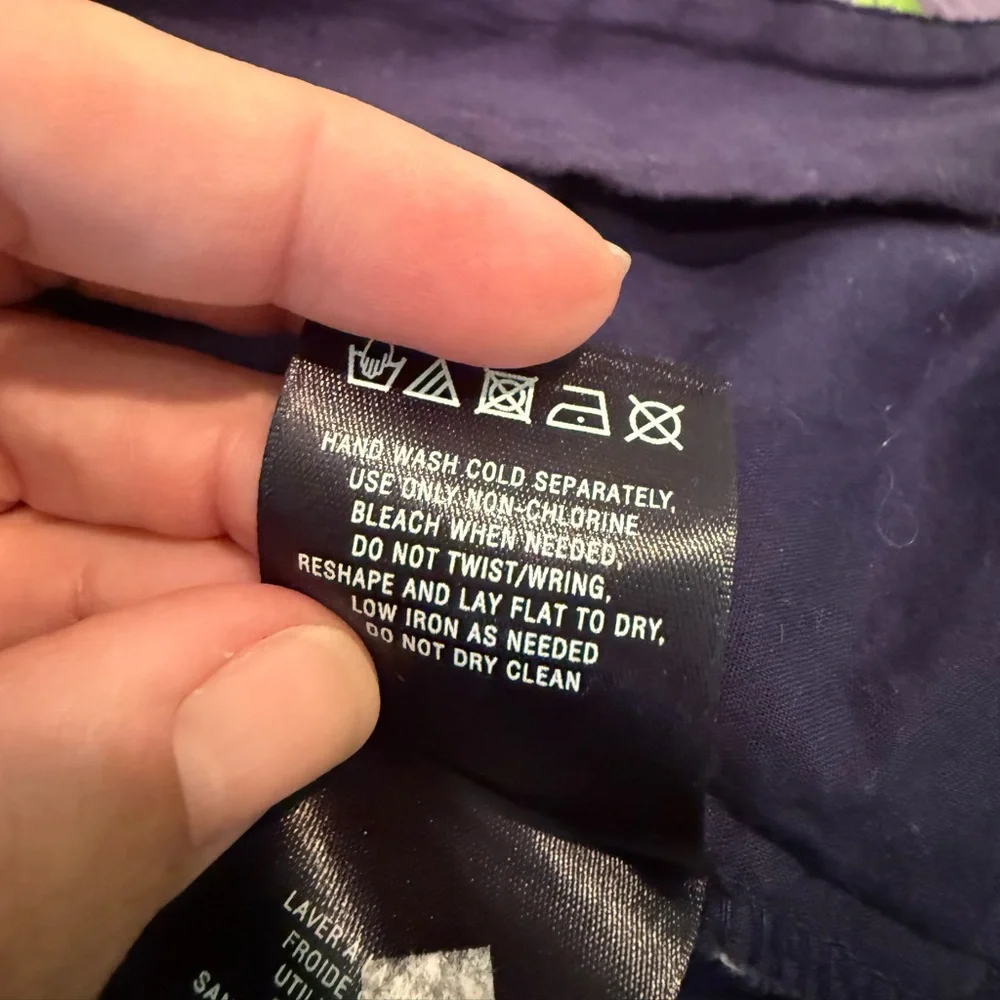 HAND WASH COLD SEPARATELY,
USE ONLY NON-CHLORINE
BLEACH WHEN NEEDED,
DO NOT TWIST/WRING,
RESHAPE AND LAY FLAT TO DRY,
LOW IRON AS NEEDED
DO NOT DRY CLEAN
LAVER
FROIDE